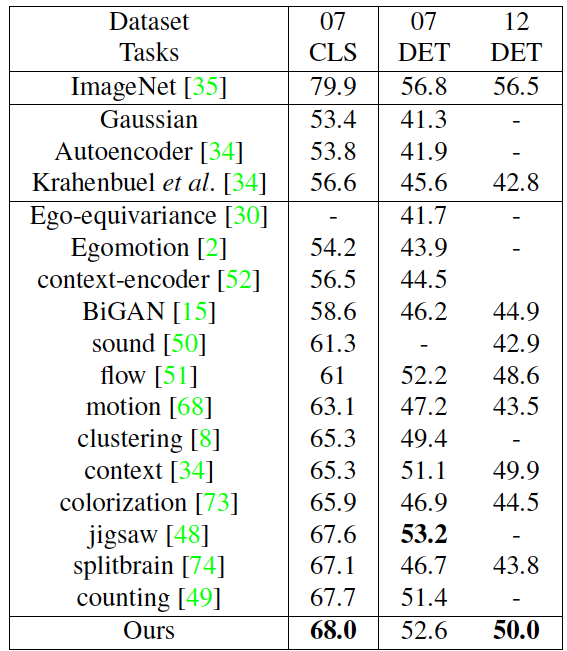 Dataset 07 07 12
Tasks CLS DET DET
ImageNet [35] 79.9 56.8 56.5
Gaussian 53.4 41.3 -
Autoencoder [34] 53.8 41.9 -
Krahenbuel et al. [34] 56.6 45.6 42.8
Ego-equivariance [30] - 41.7 -
Egomotion [2] 54.2 43.9 -
context-encoder [52] 56.5 44.5
BiGAN [15] 58.6 46.2 44.9
sound [50] 61.3 - 42.9
flow [51] 61 52.2 48.6
motion [68] 63.1 47.2 43.5
clustering [8] 65.3 49.4 -
context [34] 65.3 51.1 49.9
colorization [73] 65.9 46.9 44.5
jigsaw [48] 67.6 53.2 -
splitbrain [74] 67.1 46.7 43.8
counting [49] 67.7 51.4 -
Ours 68.0 52.6 50.0